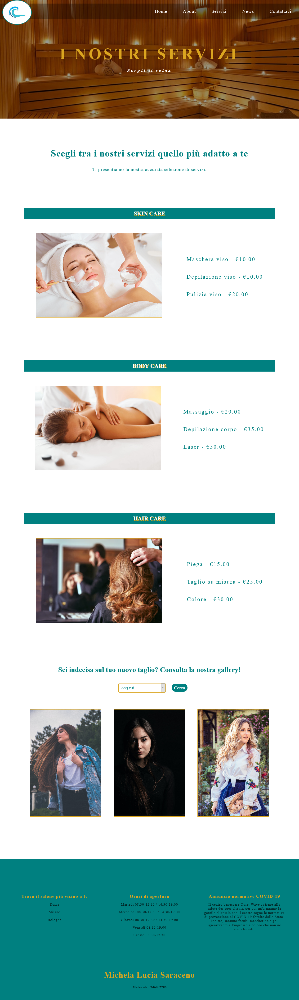 Home About Servizi News Contattaci
I NOSTRI SERVIZI
Scegli il relax
Scegli tra i nostri servizi quello più adatto a te
Ti presentiamo la nostra accurata selezione di servizi.
SKIN CARE
Maschera viso - €10.00
Depilazione viso - €10.00
Pulizia viso - €20.00
BODY CARE
Massaggio - €20.00
Depilazione corpo - €35.00
Laser - €50.00
HAIR CARE
Piega - €15.00
Taglio su misura - €25.00
Colore - €30.00
Sei indecisa sul tuo nuovo taglio? Consulta la nostra gallery!
Long cut
Cerca
Trova il salone più vicino a te
Roma
Milano
Bologna
Orari di apertura
Martedì 08.30-12.30 / 14.30-19.00
Mercoledì 08.30-12.30 / 14.30-19.00
Giovedì 08.30-12.30 / 14.30-19.00
Venerdì 08.30-19.00
Sabato 08.30-17.30
Annuncio normative COVID-19
Il centro benessere Quiet Wave ci tiene alla
salute dei suoi clienti, per cui informiamo la
gentile clientela che il centro segue le normative
di prevenzione al COVID-19 fornite dallo Stato.
Inoltre, saranno forniti mascherina e gel
igienizzante all'ingresso a coloro che non ne
sono forniti.
Michela Lucia Saraceno
Matricola: O46002296